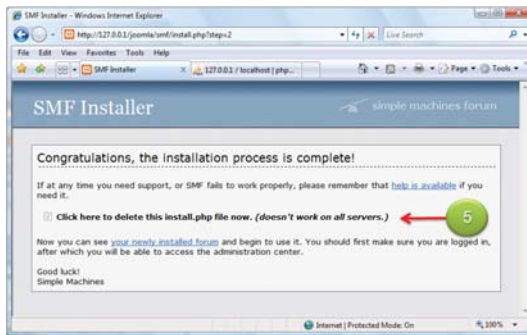 SMF Installer - Windows Internet Explorer
http://127.0.0.1/joomla/smf/install.php?step=2
Live Search
File Edit View Favorites Tools Help
SMF Installer
127.0.0.1 / localhost | php...
Page
Tools
SMF Installer
simple machines forum
Congratulations, the installation process is complete!
If at any time you need support, or SMF fails to work properly, please remember that help is available if you
need it.
Click here to delete this install.php file now. (doesn't work on all servers.)
5
Now you can see your newly installed forum and begin to use it. You should first make sure you are logged in,
after which you will be able to access the administration center.
Good luck!
Simple Machines
Internet | Protected Mode: On
100%